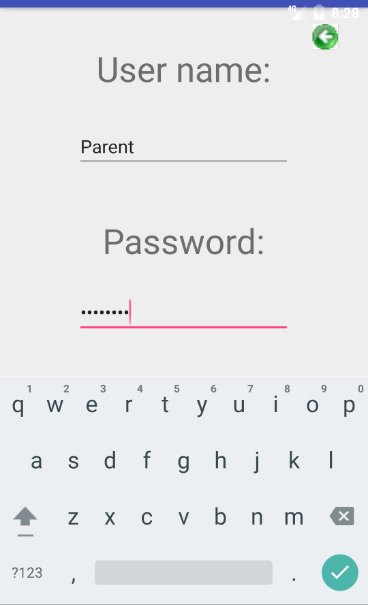 4G 8:28
User name:
Parent
Password:
••••••••
1 2 3 4 5 6 7 8 9 0
q w e r t y u i o p
a s d f g h j k l
z x c v b n m
?123 , .